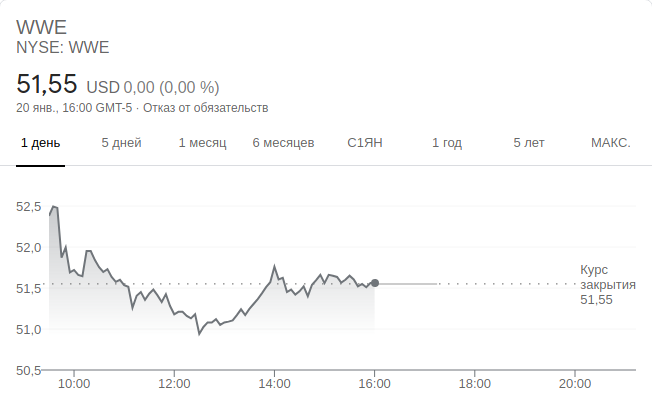 WWE
NYSE: WWE
51,55 USD 0,00 (0,00 %)
20 янв., 16:00 GMT-5 · Отказ от обязательств
1 день 5 дней 1 месяц 6 месяцев С1ЯН 1 год 5 лет МАКС.
52,5
52,0
51,5
51,0
50,5
Курс
закрытия
51,55
10:00 12:00 14:00 16:00 18:00 20:00